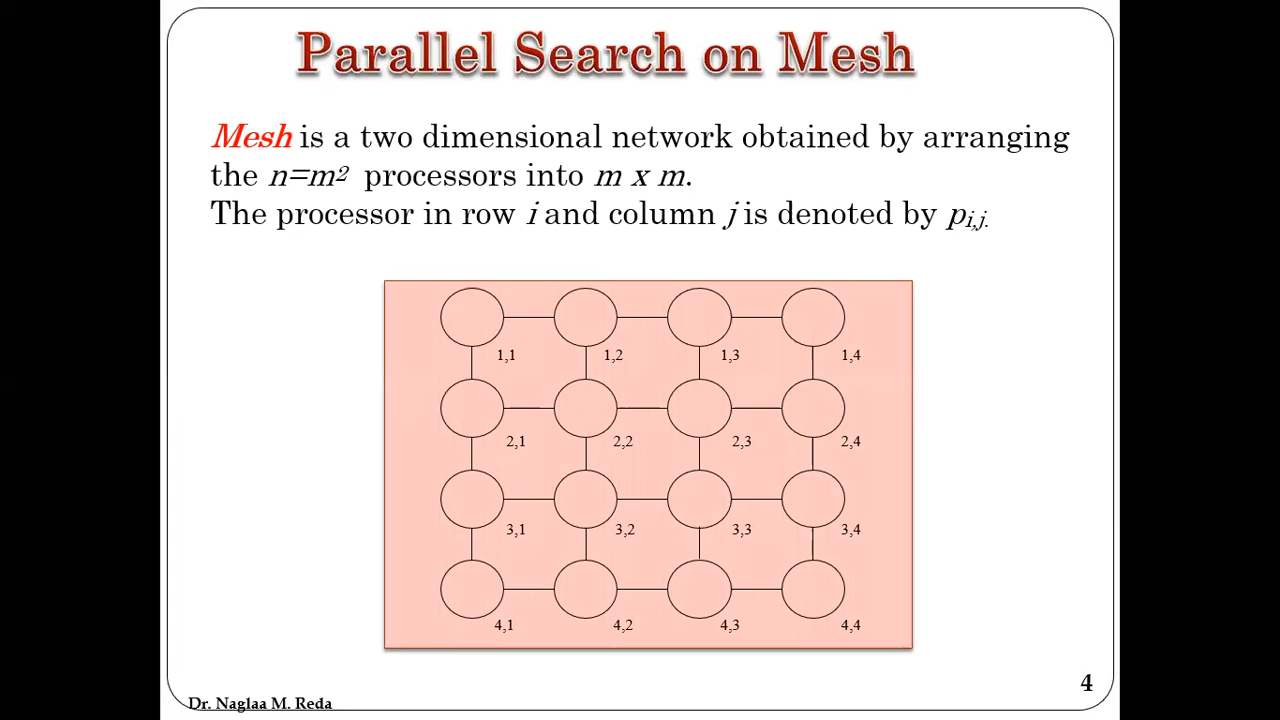 Parallel Search on Mesh
Mesh is a two dimensional network obtained by arranging
the n=m² processors into m x m.
The processor in row i and column j is denoted by pi,j.
1,1 1,2 1,3 1,4
2,1 2,2 2,3 2,4
3,1 3,2 3,3 3,4
4,1 4,2 4,3 4,4
4
Dr. Naglaa M. Reda